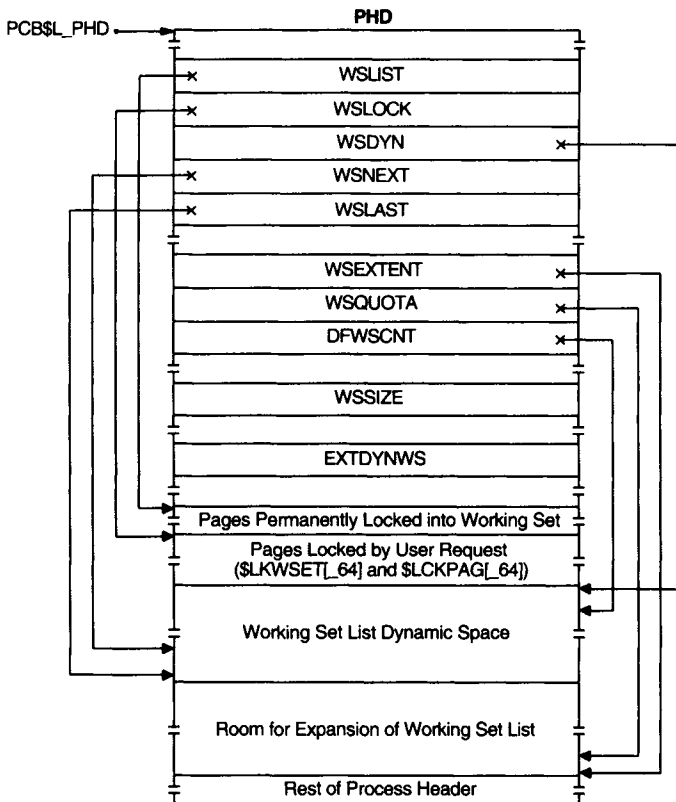 PHD
PCB$L_PHD
WSLIST
WSLOCK
WSDYN
WSNEXT
WSLAST
WSEXTENT
WSQUOTA
DFWSCNT
WSSIZE
EXTDYNWS
Pages Permanently Locked into Working Set
Pages Locked by User Request
($LKWSET[_64] and $LCKPAG[_64])
Working Set List Dynamic Space
Room for Expansion of Working Set List
Rest of Process Header